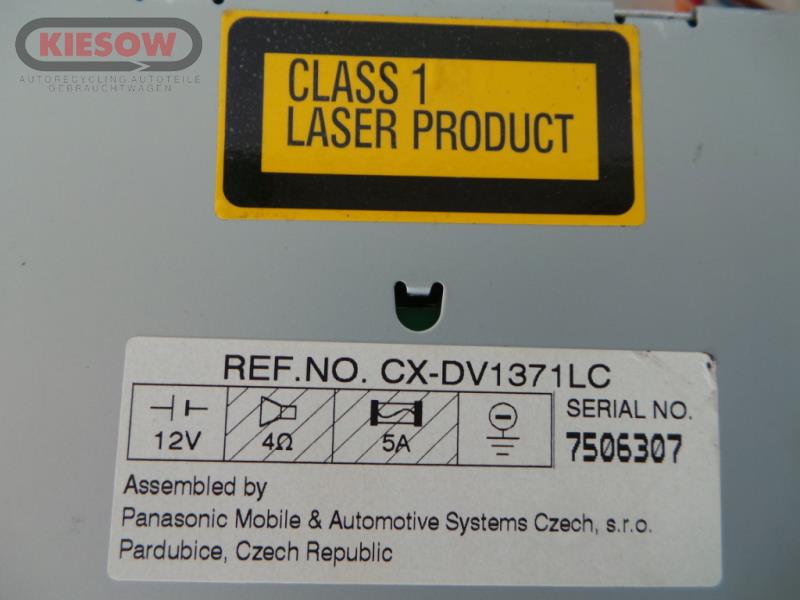 KIESOW
AUTORECYCLING AUTOTEILE
GEBRAUCHTWAGEN
CLASS 1
LASER PRODUCT
REF.NO. CX-DV1371LC
12V 4Ω 5A
SERIAL NO.
7506307
Assembled by
Panasonic Mobile & Automotive Systems Czech, s.r.o.
Pardubice, Czech Republic